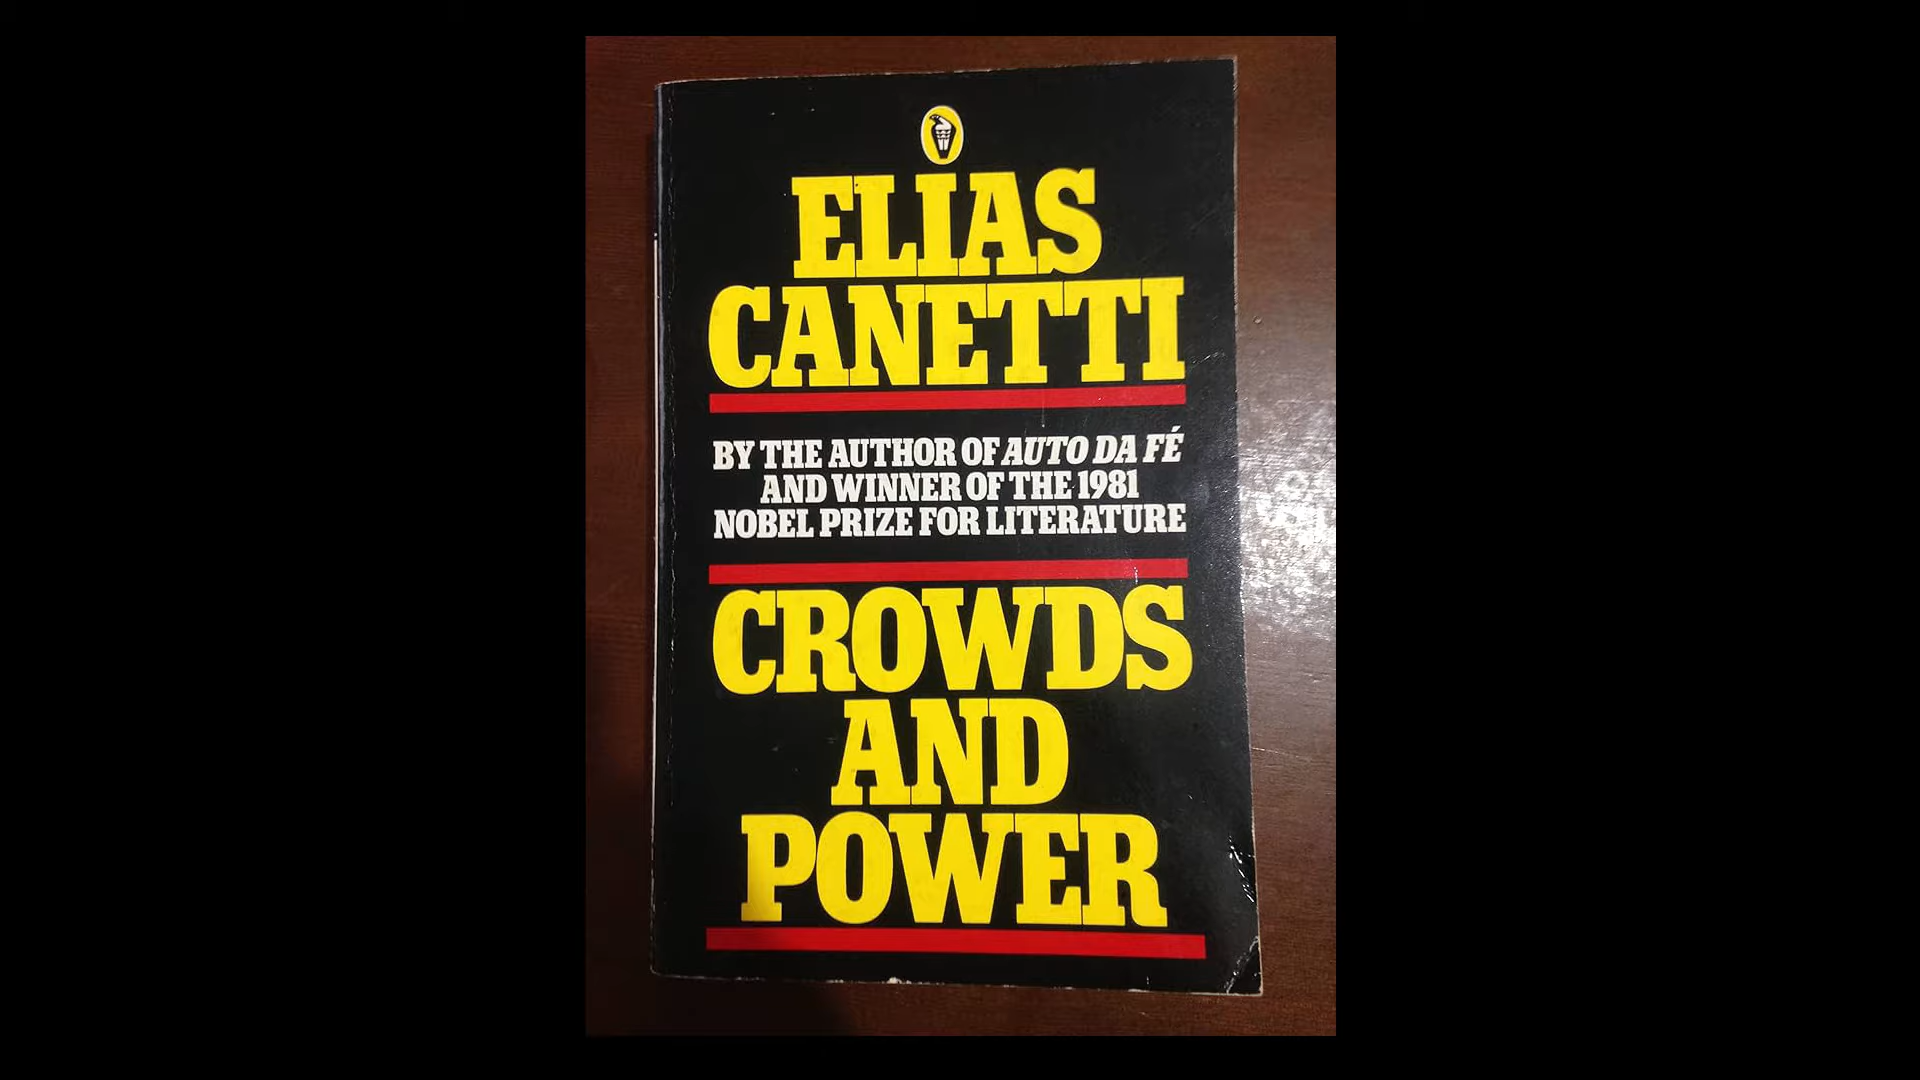 ELIAS
CANETTI
BY THE AUTHOR OF AUTO DA FÉ
AND WINNER OF THE 1981
NOBEL PRIZE FOR LITERATURE
CROWDS
AND
POWER